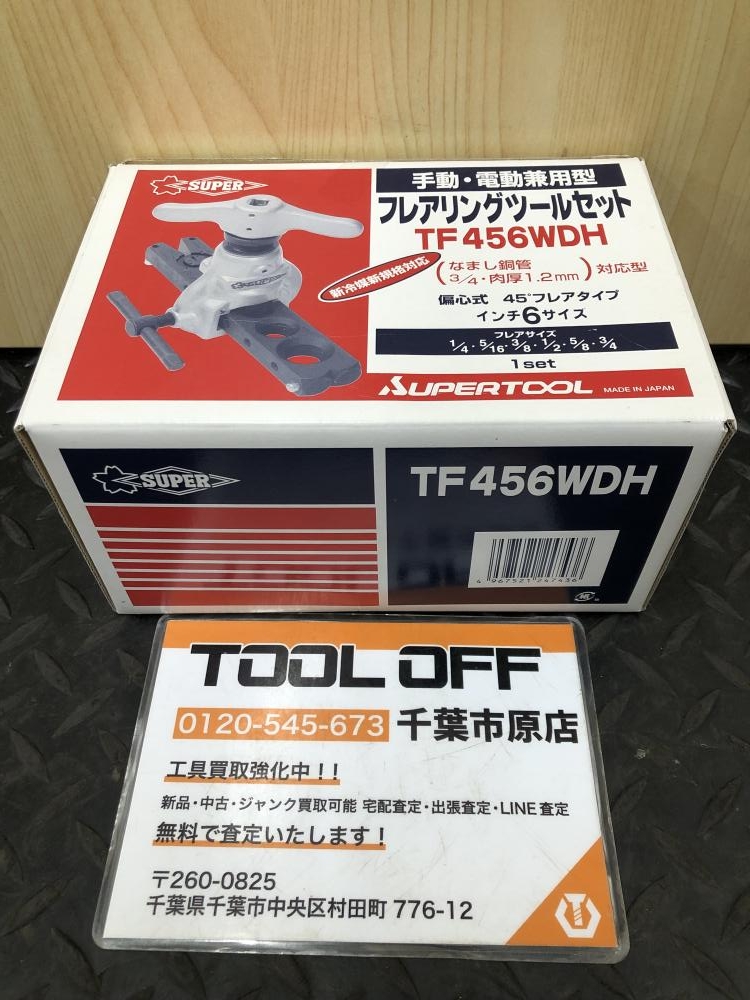 SUPER
手動・電動兼用型
フレアリングツールセット
TF456WDH
新冷媒新規格対応
(なまし銅管 3/4・肉厚1.2mm) 対応型
偏心式 45°フレアタイプ
インチ6サイズ
フレアサイズ
1/4・5/16・3/8・1/2・5/8・3/4
1set
SUPERTOOL MADE IN JAPAN
SUPER
TF456WDH
4 967521 247436
TOOL OFF
0120-545-673 千葉市原店
工具買取強化中!!
新品・中古・ジャンク買取可能 宅配査定・出張査定・LINE査定
無料で査定いたします!
〒260-0825
千葉県千葉市中央区村田町 776-12